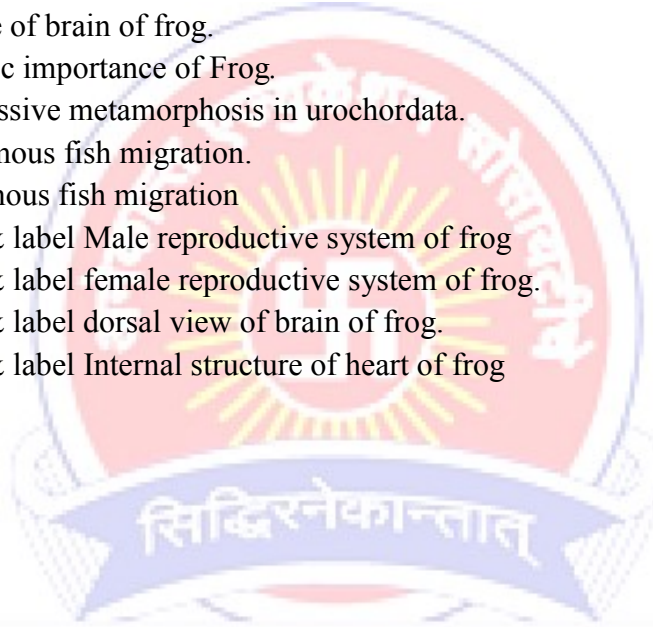 e of brain of frog.
c importance of Frog.
ssive metamorphosis in urochordata.
nous fish migration.
nous fish migration
label Male reproductive system of frog
label female reproductive system of frog.
label dorsal view of brain of frog.
label Internal structure of heart of frog
सिद्धिरनेकान्तात्